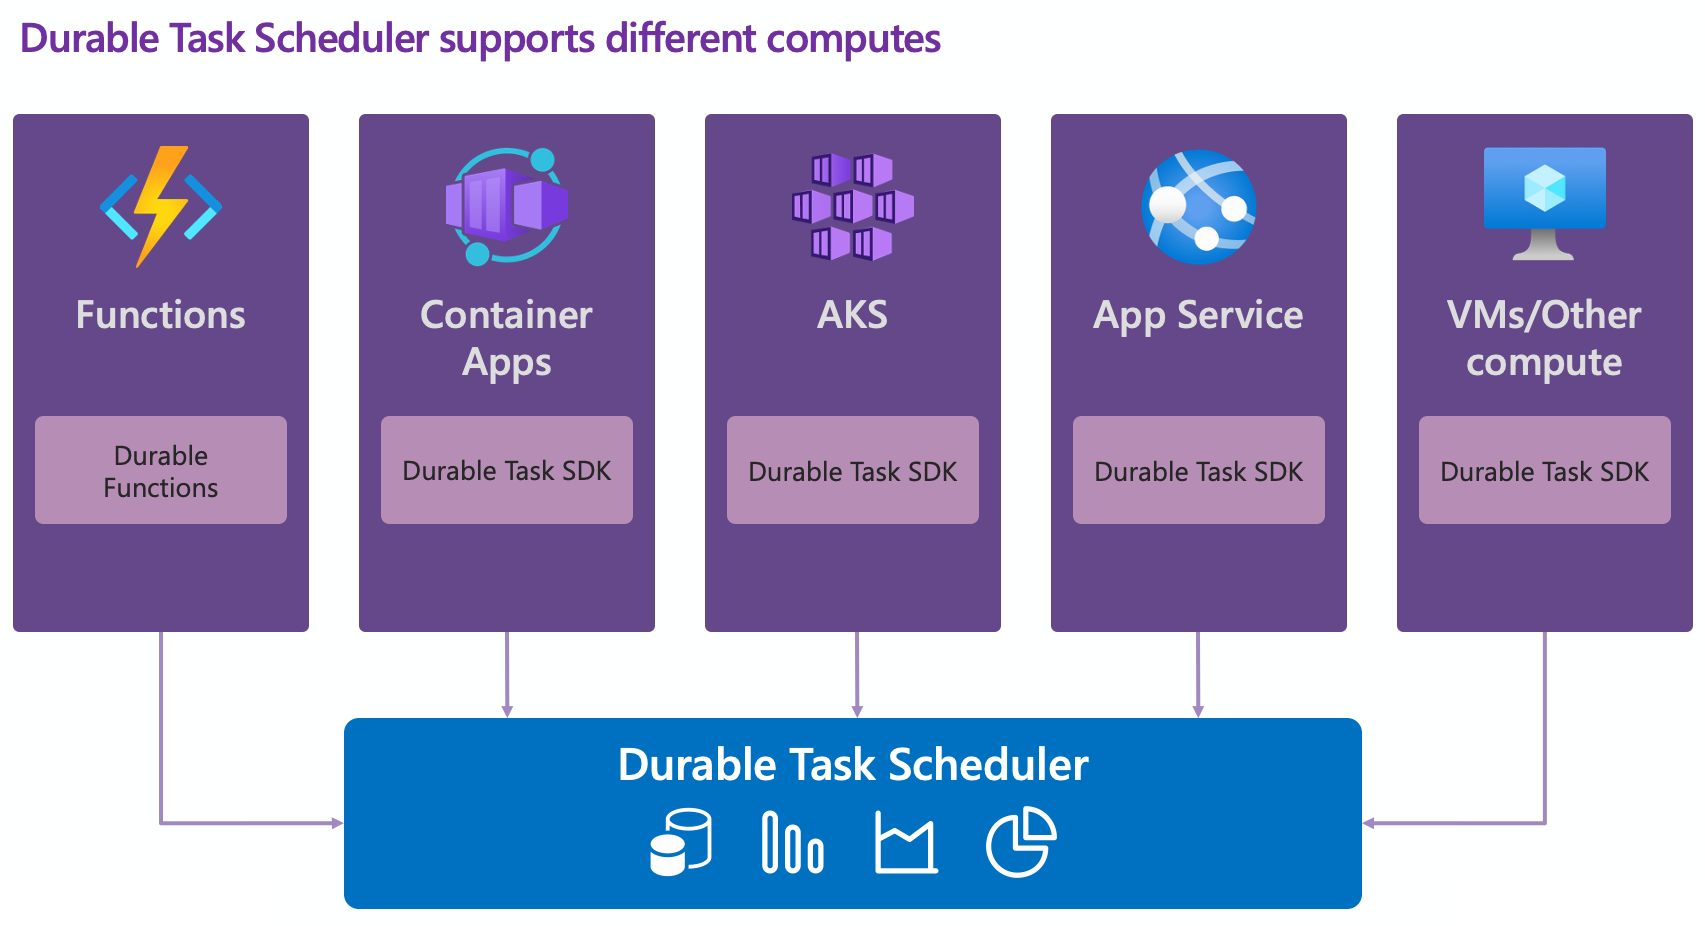 Durable Task Scheduler supports different computes
Functions
Durable
Functions
Container
Apps
Durable Task SDK
AKS
Durable Task SDK
App Service
Durable Task SDK
VMs/Other
compute
Durable Task SDK
Durable Task Scheduler